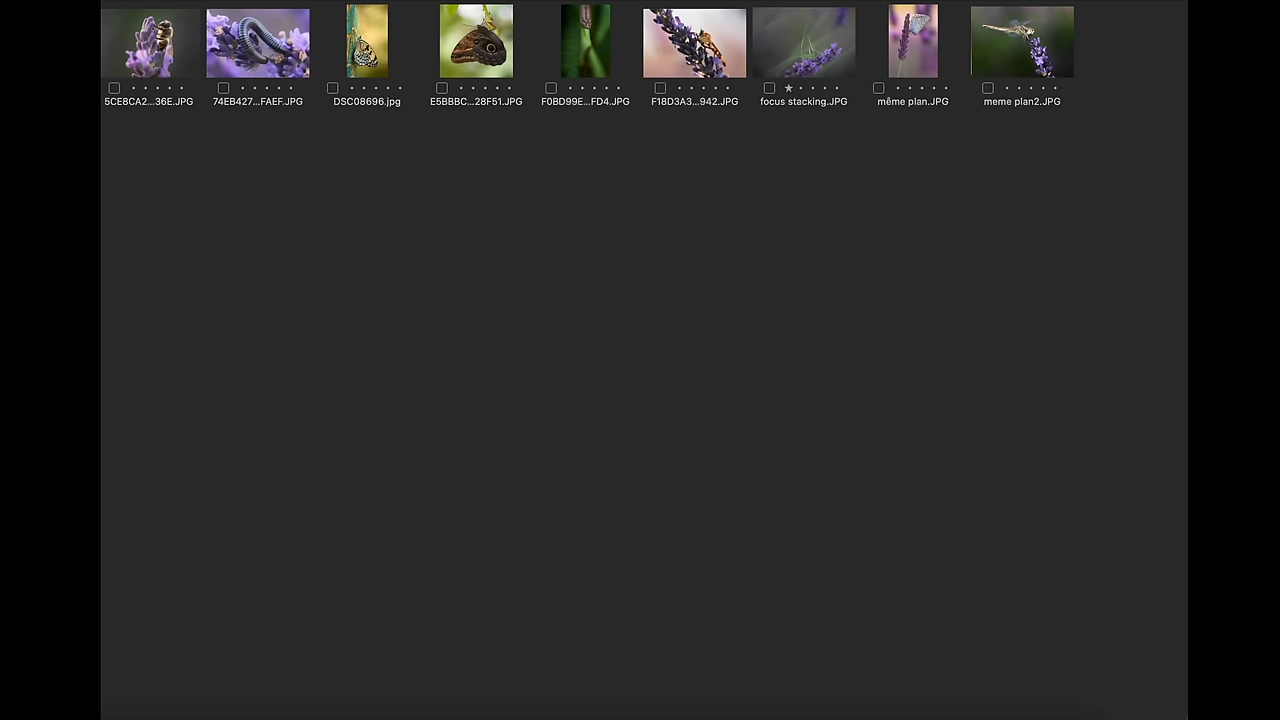 5CE8CA2...36E.JPG
74EB427...FAEF.JPG
DSC08696.jpg
E5BBBC...28F51.JPG
F0BD99E...FD4.JPG
F18D3A3...942.JPG
focus stacking.JPG
même plan.JPG
meme plan2.JPG